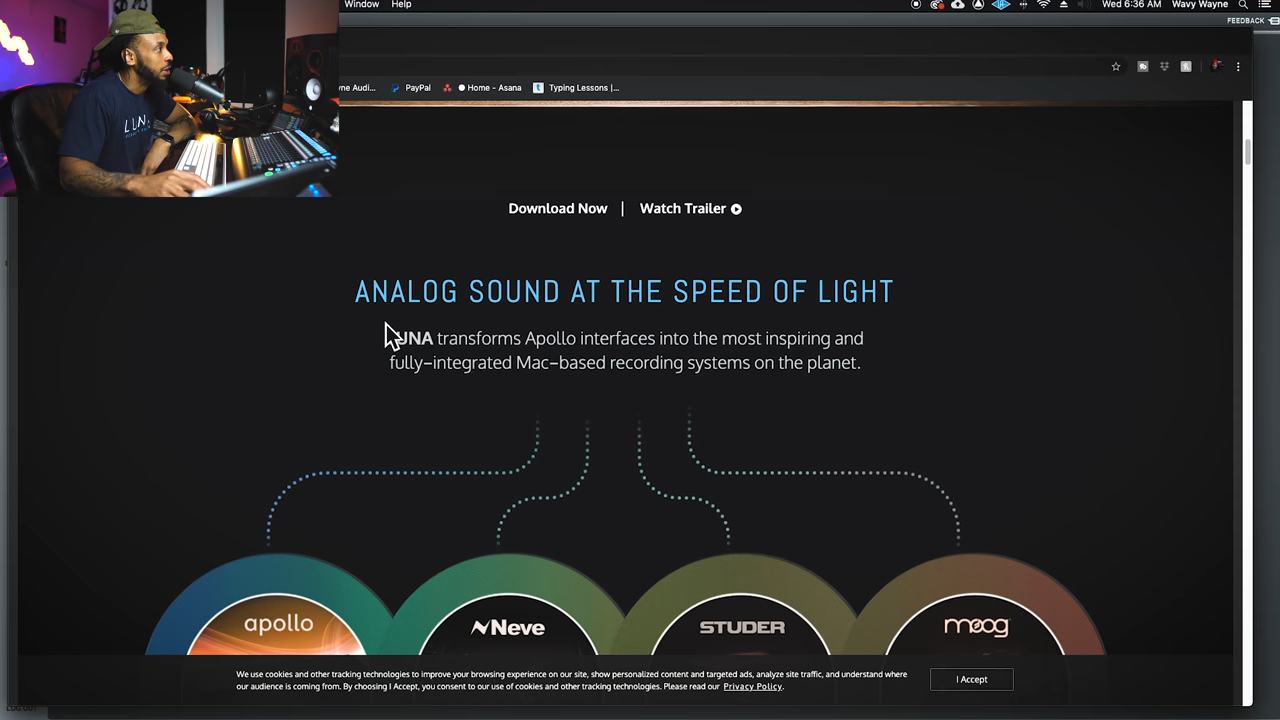 Window Help
Wed 6:36 AM Wavy Wayne
FEEDBACK
LUN
yne Audi... PayPal Home - Asana Typing Lessons |...
Download Now | Watch Trailer
ANALOG SOUND AT THE SPEED OF LIGHT
UNA transforms Apollo interfaces into the most inspiring and
fully-integrated Mac-based recording systems on the planet.
apollo Neve STUDER moog
We use cookies and other tracking technologies to improve your browsing experience on our site, show personalized content and targeted ads, analyze site traffic, and understand where
our audience is coming from. By choosing I Accept, you consent to our use of cookies and other tracking technologies. Please read our Privacy Policy.
I Accept